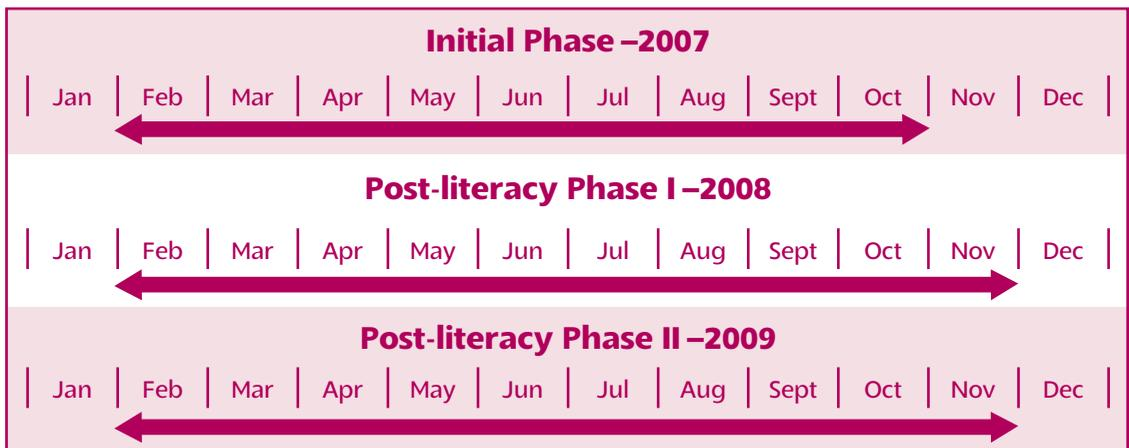 Initial Phase –2007
Jan Feb Mar Apr May Jun Jul Aug Sept Oct Nov Dec
Post-literacy Phase I –2008
Jan Feb Mar Apr May Jun Jul Aug Sept Oct Nov Dec
Post-literacy Phase II –2009
Jan Feb Mar Apr May Jun Jul Aug Sept Oct Nov Dec